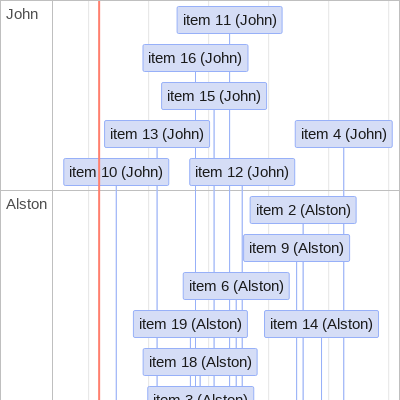 John
item 11 (John)
item 16 (John)
item 15 (John)
item 13 (John)
item 4 (John)
item 10 (John)
item 12 (John)
Alston
item 2 (Alston)
item 9 (Alston)
item 6 (Alston)
item 19 (Alston)
item 14 (Alston)
item 18 (Alston)
item 3 (Alston)